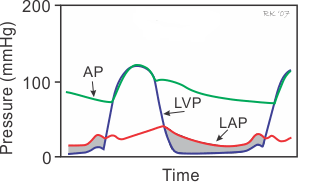 200
RK '07
AP
Pressure (mmHg)
100
LVP
LAP
0
Time